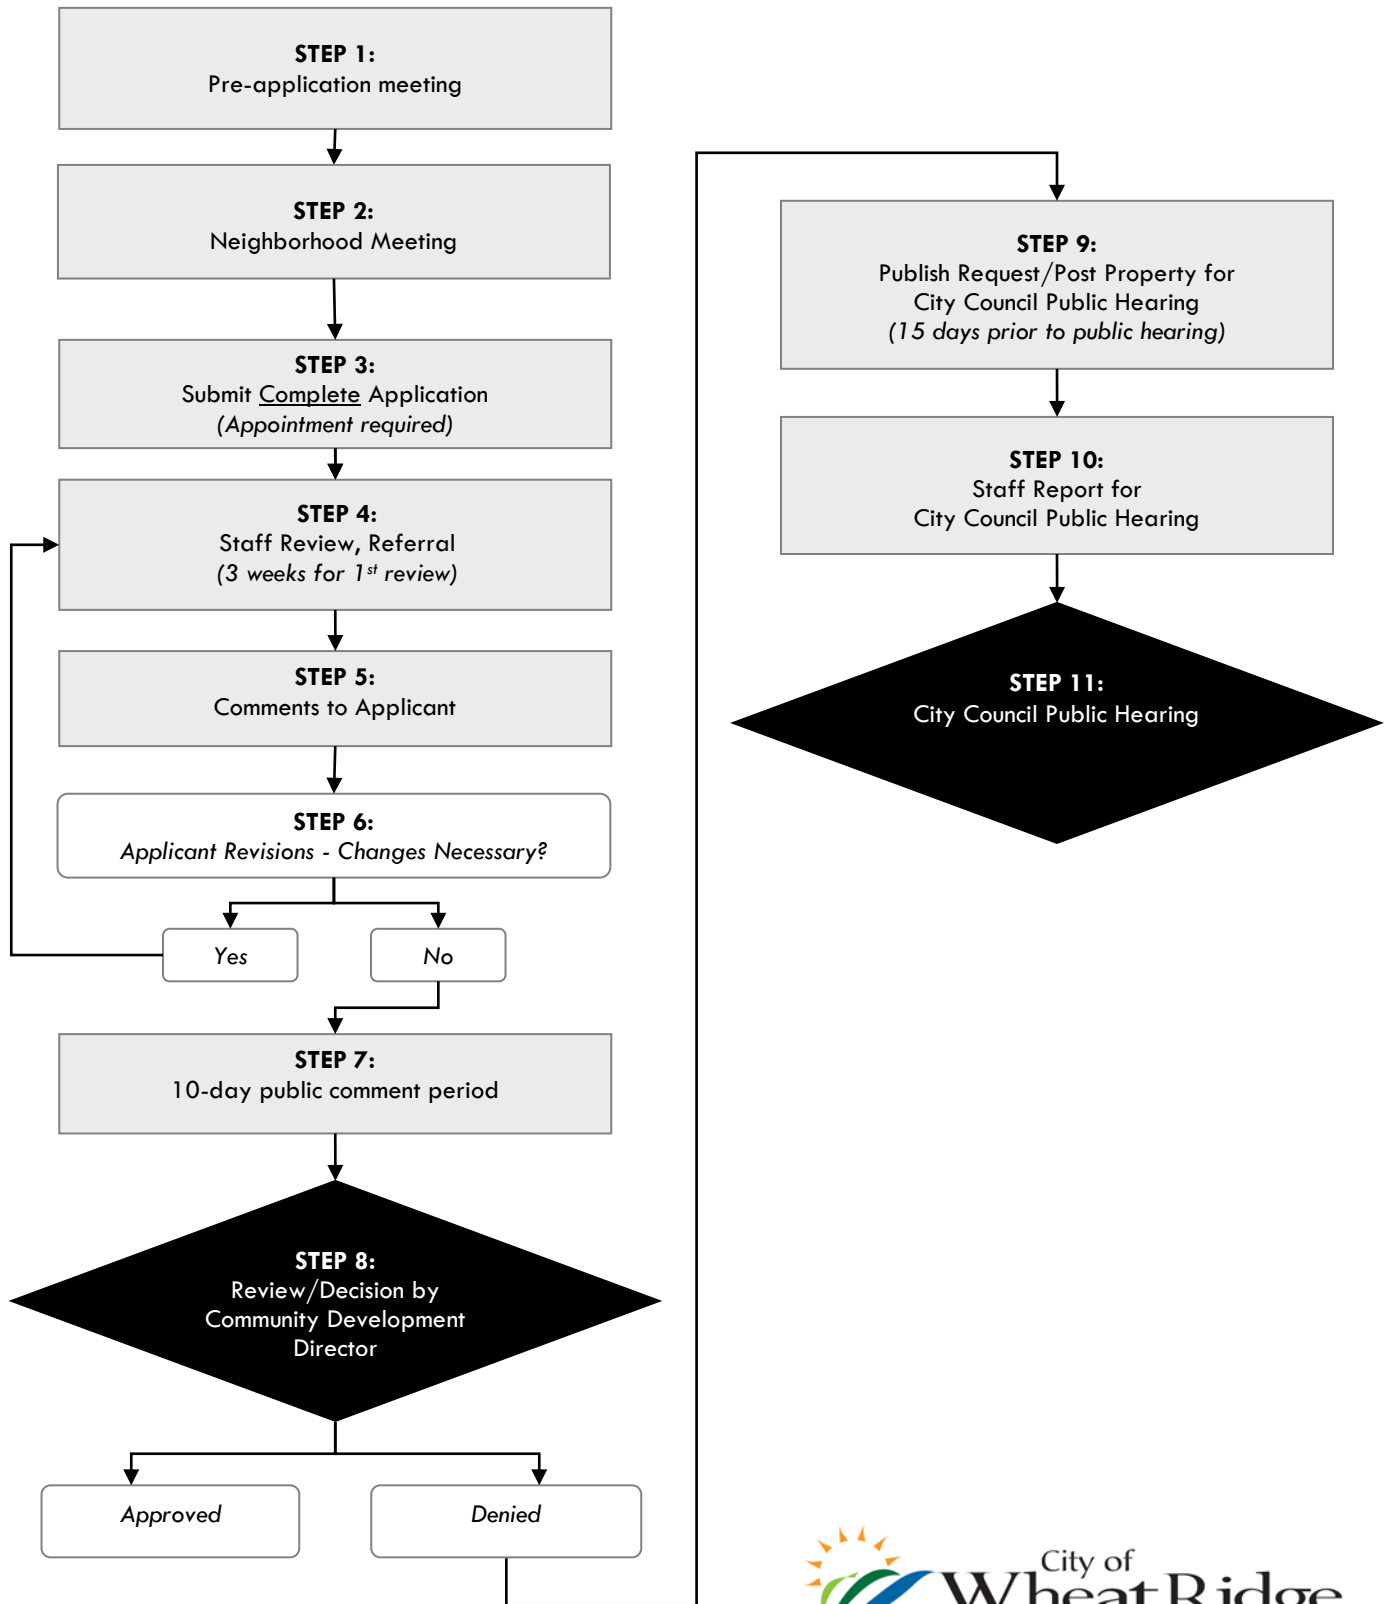 STEP 1:
Pre-application meeting
STEP 2:
Neighborhood Meeting
STEP 3:
Submit Complete Application
(Appointment required)
STEP 4:
Staff Review, Referral
(3 weeks for 1st review)
STEP 5:
Comments to Applicant
STEP 6:
Applicant Revisions - Changes Necessary?
Yes
No
STEP 7:
10-day public comment period
STEP 8:
Review/Decision by
Community Development
Director
Approved
Denied
STEP 9:
Publish Request/Post Property for
City Council Public Hearing
(15 days prior to public hearing)
STEP 10:
Staff Report for
City Council Public Hearing
STEP 11:
City Council Public Hearing
City of
Wheat Ridge